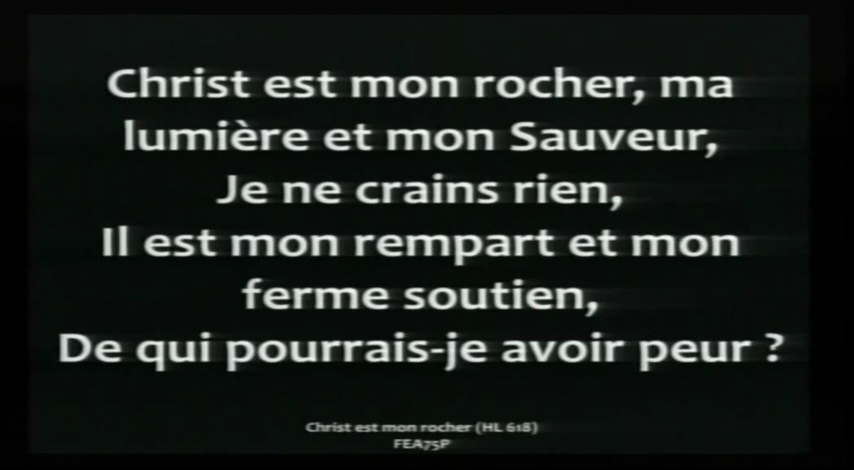 Christ est mon rocher, ma
lumière et mon Sauveur,
Je ne crains rien,
Il est mon rempart et mon
ferme soutien,
De qui pourrais-je avoir peur ?
Christ est mon rocher (HL 618)
FEA75P